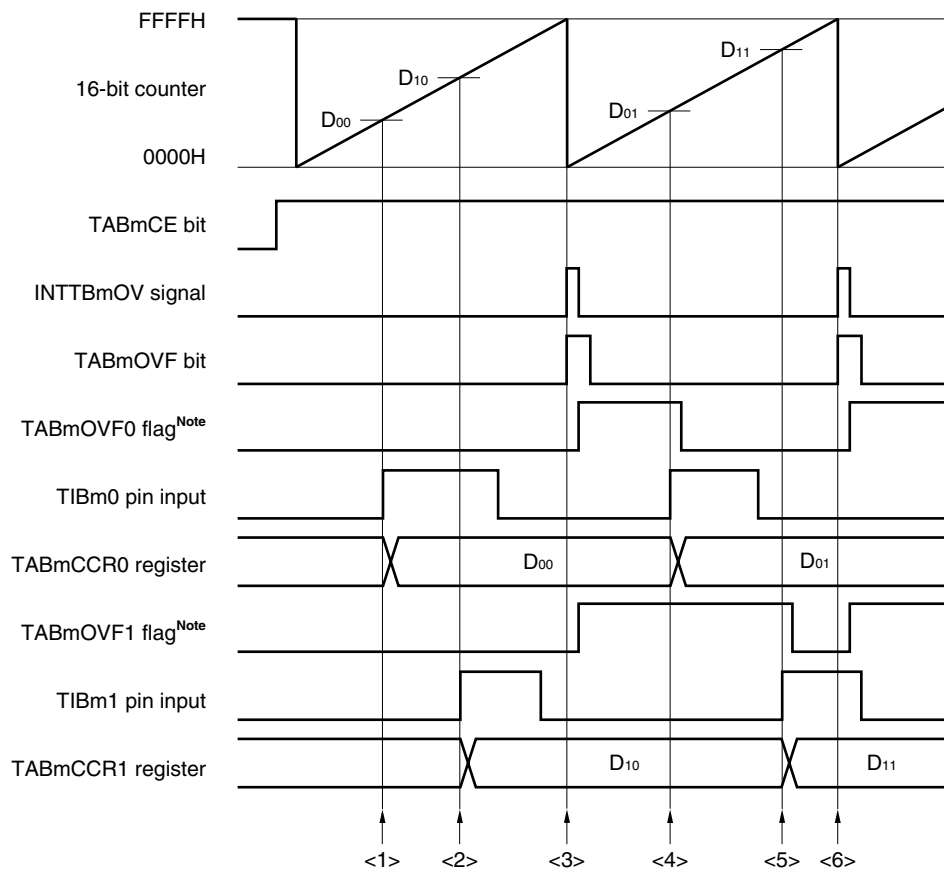 FFFFH
D11
D10
16-bit counter
D01
D00
0000H
TABmCE bit
INTTBmOV signal
TABmOVF bit
TABmOVF0 flagNote
TIBm0 pin input
TABmCCR0 register D00 D01
TABmOVF1 flagNote
TIBm1 pin input
TABmCCR1 register D10 D11
<1> <2> <3> <4> <5> <6>